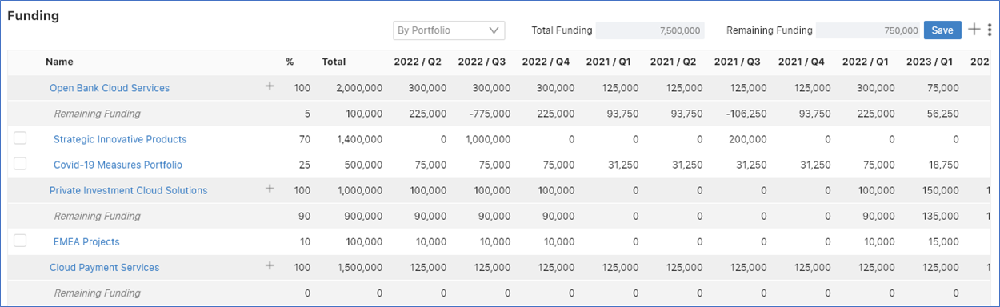 Funding
By Portfolio Total Funding 7,500,000 Remaining Funding 750,000 Save
Name % Total 2022 / Q2 2022 / Q3 2022 / Q4 2021 / Q1 2021 / Q2 2021 / Q3 2021 / Q4 2022 / Q1 2023 / Q1 2023
Open Bank Cloud Services + 100 2,000,000 300,000 300,000 300,000 125,000 125,000 125,000 125,000 300,000 75,000
Remaining Funding 5 100,000 225,000 -775,000 225,000 93,750 93,750 -106,250 93,750 225,000 56,250
Strategic Innovative Products 70 1,400,000 0 1,000,000 0 0 0 200,000 0 0 0
Covid-19 Measures Portfolio 25 500,000 75,000 75,000 75,000 31,250 31,250 31,250 31,250 75,000 18,750
Private Investment Cloud Solutions + 100 1,000,000 100,000 100,000 100,000 0 0 0 0 100,000 150,000 1
Remaining Funding 90 900,000 90,000 90,000 90,000 0 0 0 0 90,000 135,000 1
EMEA Projects 10 100,000 10,000 10,000 10,000 0 0 0 0 10,000 15,000
Cloud Payment Services + 100 1,500,000 125,000 125,000 125,000 125,000 125,000 125,000 125,000 125,000 125,000 1
Remaining Funding 0 0 0 0 0 0 0 0 0 0 0